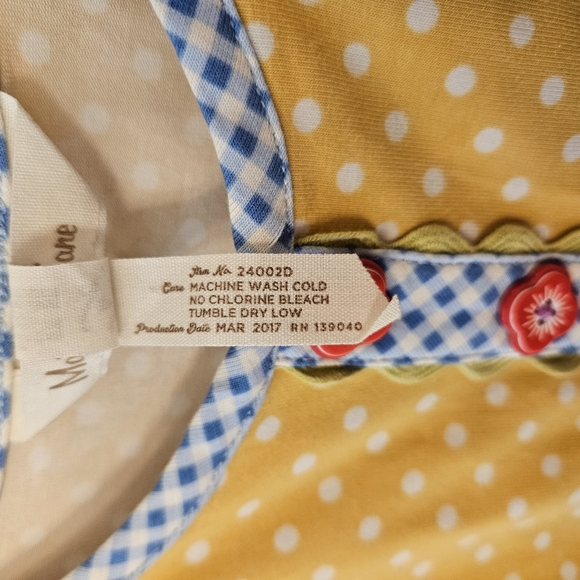 Item No. 24002D
Care MACHINE WASH COLD
NO CHLORINE BLEACH
TUMBLE DRY LOW
Production Date MAR 2017 RN 139040